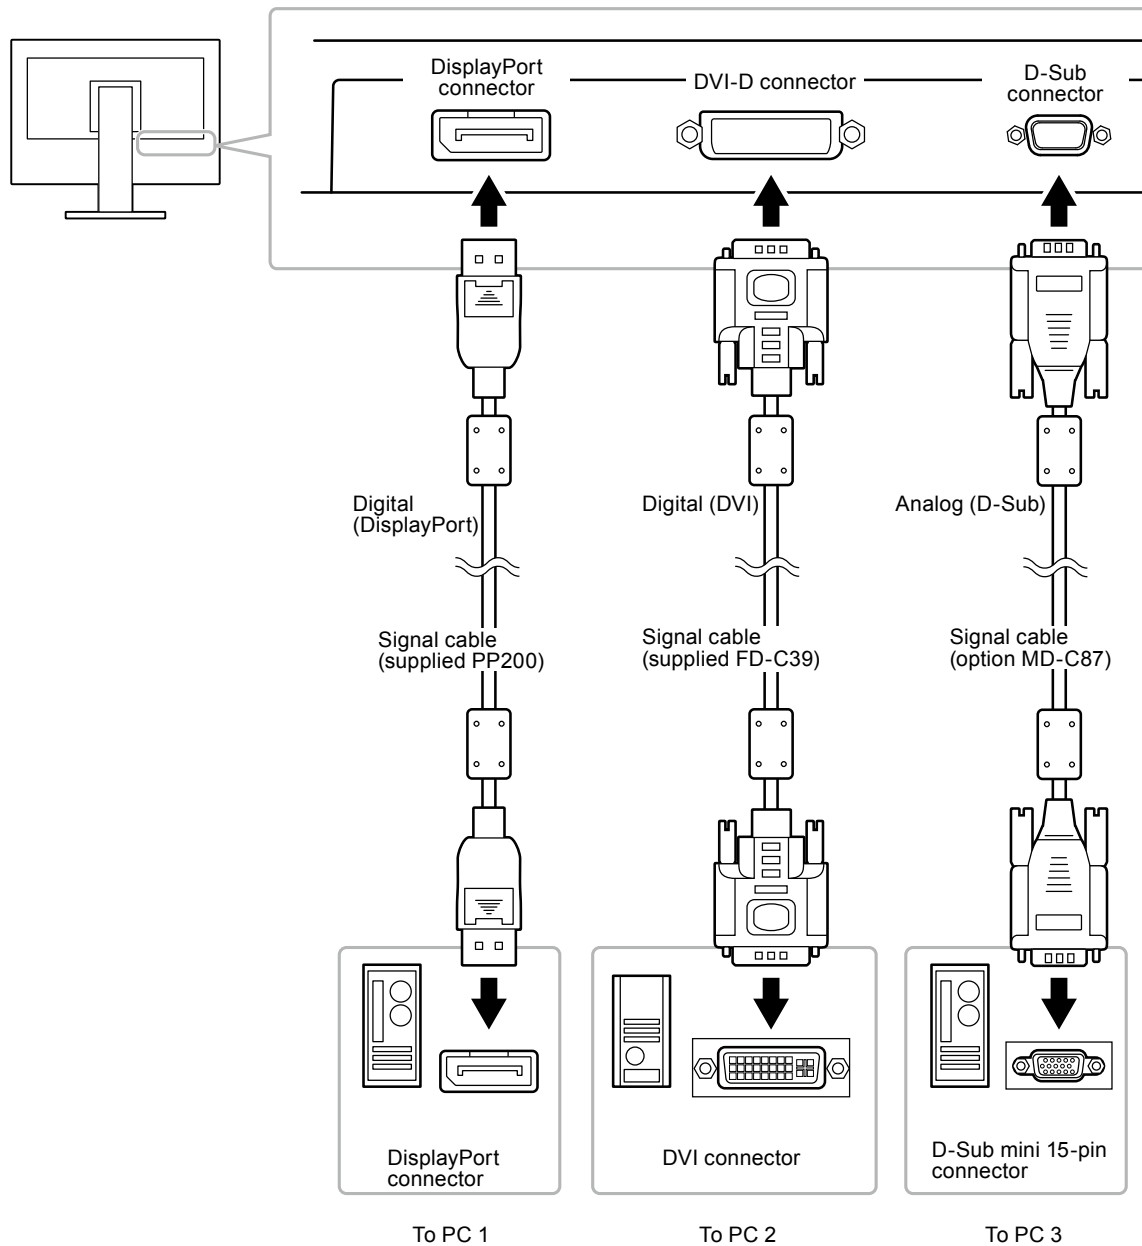 DisplayPort
connector
DVI-D connector
D-Sub
connector
Digital
(DisplayPort)
Digital (DVI)
Analog (D-Sub)
Signal cable
(supplied PP200)
Signal cable
(supplied FD-C39)
Signal cable
(option MD-C87)
DisplayPort
connector
DVI connector
D-Sub mini 15-pin
connector
To PC 1
To PC 2
To PC 3